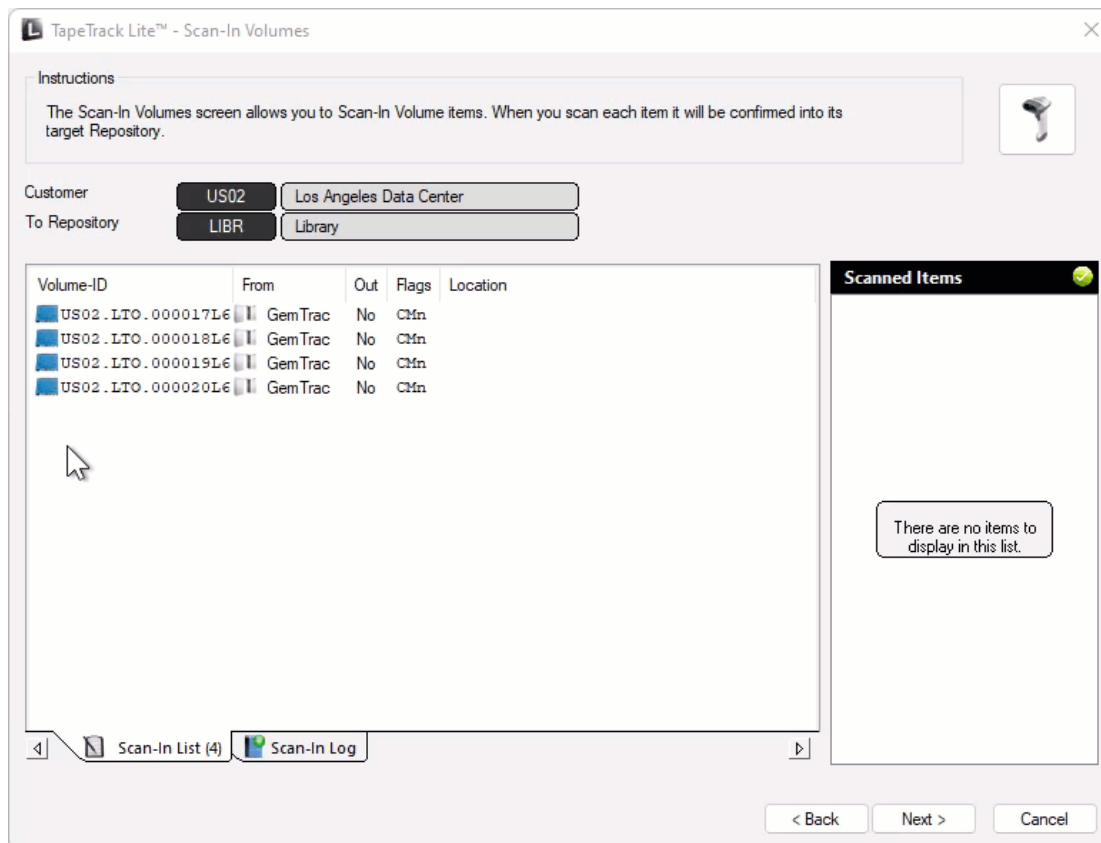 TapeTrack Lite™ - Scan-In Volumes
Instructions
The Scan-In Volumes screen allows you to Scan-In Volume items. When you scan each item it will be confirmed into its
target Repository.
Customer US02 Los Angeles Data Center
To Repository LIBR Library
Volume-ID From Out Flags Location
US02.LTO.000017L6 GemTrac No CMn
US02.LTO.000018L6 GemTrac No CMn
US02.LTO.000019L6 GemTrac No CMn
US02.LTO.000020L6 GemTrac No CMn
Scanned Items
There are no items to
display in this list.
Scan-In List (4) Scan-In Log
< Back Next > Cancel